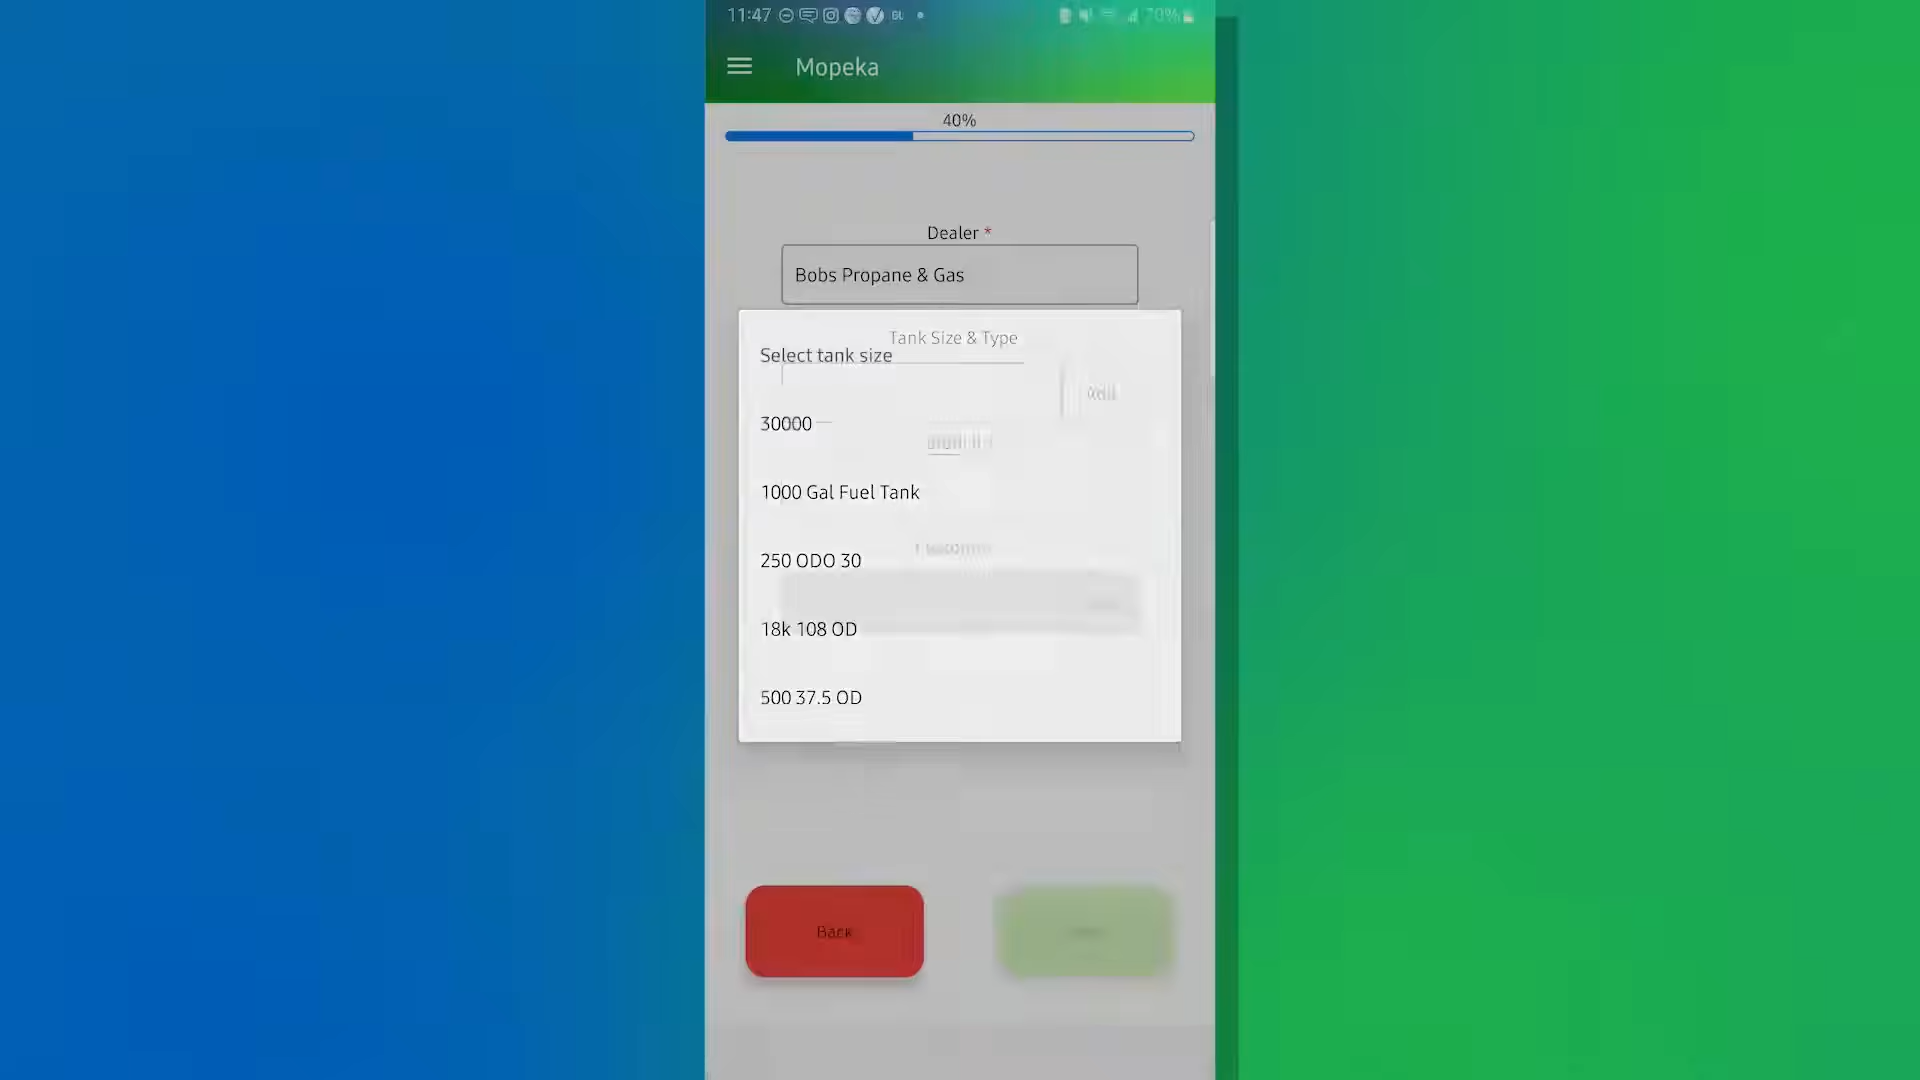 11:47
70%
Mopeka
40%
Dealer *
Bobs Propane & Gas
Tank Size & Type
Select tank size
30000
1000 Gal Fuel Tank
250 ODO 30
18k 108 OD
500 37.5 OD
Back